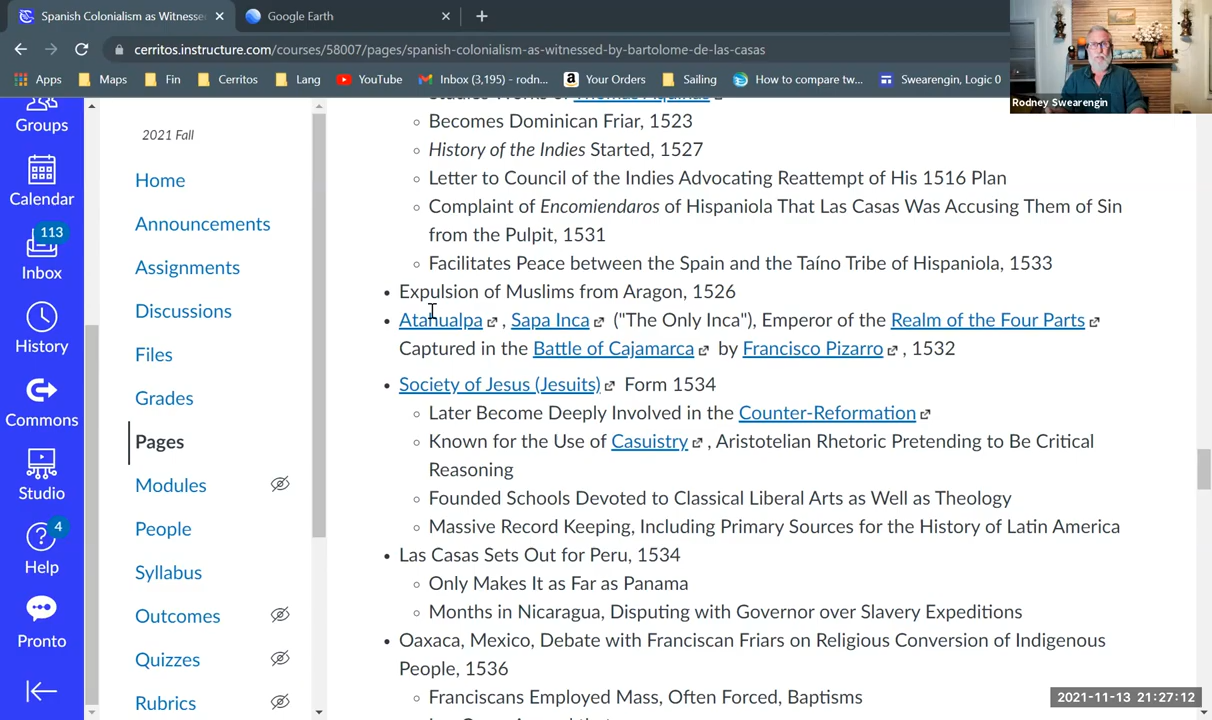 Spanish Colonialism as Witnesse
Google Earth
cerritos.instructure.com/courses/58007/pages/spanish-colonialism-as-witnessed-by-bartolome-de-las-casas
Apps
Maps
Fin
Cerritos
Lang
YouTube
Inbox (3,195) - rodn...
Your Orders
Sailing
How to compare tw...
Swearengin, Logic 0
Rodney Swearengin
Groups
Calendar
113
Inbox
History
Commons
Studio
4
Help
Pronto
2021 Fall
Home
Announcements
Assignments
Discussions
Files
Grades
Pages
Modules
People
Syllabus
Outcomes
Quizzes
Rubrics
Studies Works of Thomas Aquinas
Becomes Dominican Friar, 1523
History of the Indies Started, 1527
Letter to Council of the Indies Advocating Reattempt of His 1516 Plan
Complaint of Encomiendaros of Hispaniola That Las Casas Was Accusing Them of Sin
from the Pulpit, 1531
Facilitates Peace between the Spain and the Taíno Tribe of Hispaniola, 1533
Expulsion of Muslims from Aragon, 1526
Atahualpa , Sapa Inca ("The Only Inca"), Emperor of the Realm of the Four Parts
Captured in the Battle of Cajamarca by Francisco Pizarro , 1532
Society of Jesus (Jesuits) Form 1534
Later Become Deeply Involved in the Counter-Reformation
Known for the Use of Casuistry , Aristotelian Rhetoric Pretending to Be Critical
Reasoning
Founded Schools Devoted to Classical Liberal Arts as Well as Theology
Massive Record Keeping, Including Primary Sources for the History of Latin America
Las Casas Sets Out for Peru, 1534
Only Makes It as Far as Panama
Months in Nicaragua, Disputing with Governor over Slavery Expeditions
Oaxaca, Mexico, Debate with Franciscan Friars on Religious Conversion of Indigenous
People, 1536
Franciscans Employed Mass, Often Forced, Baptisms
2021-11-13 21:27:12